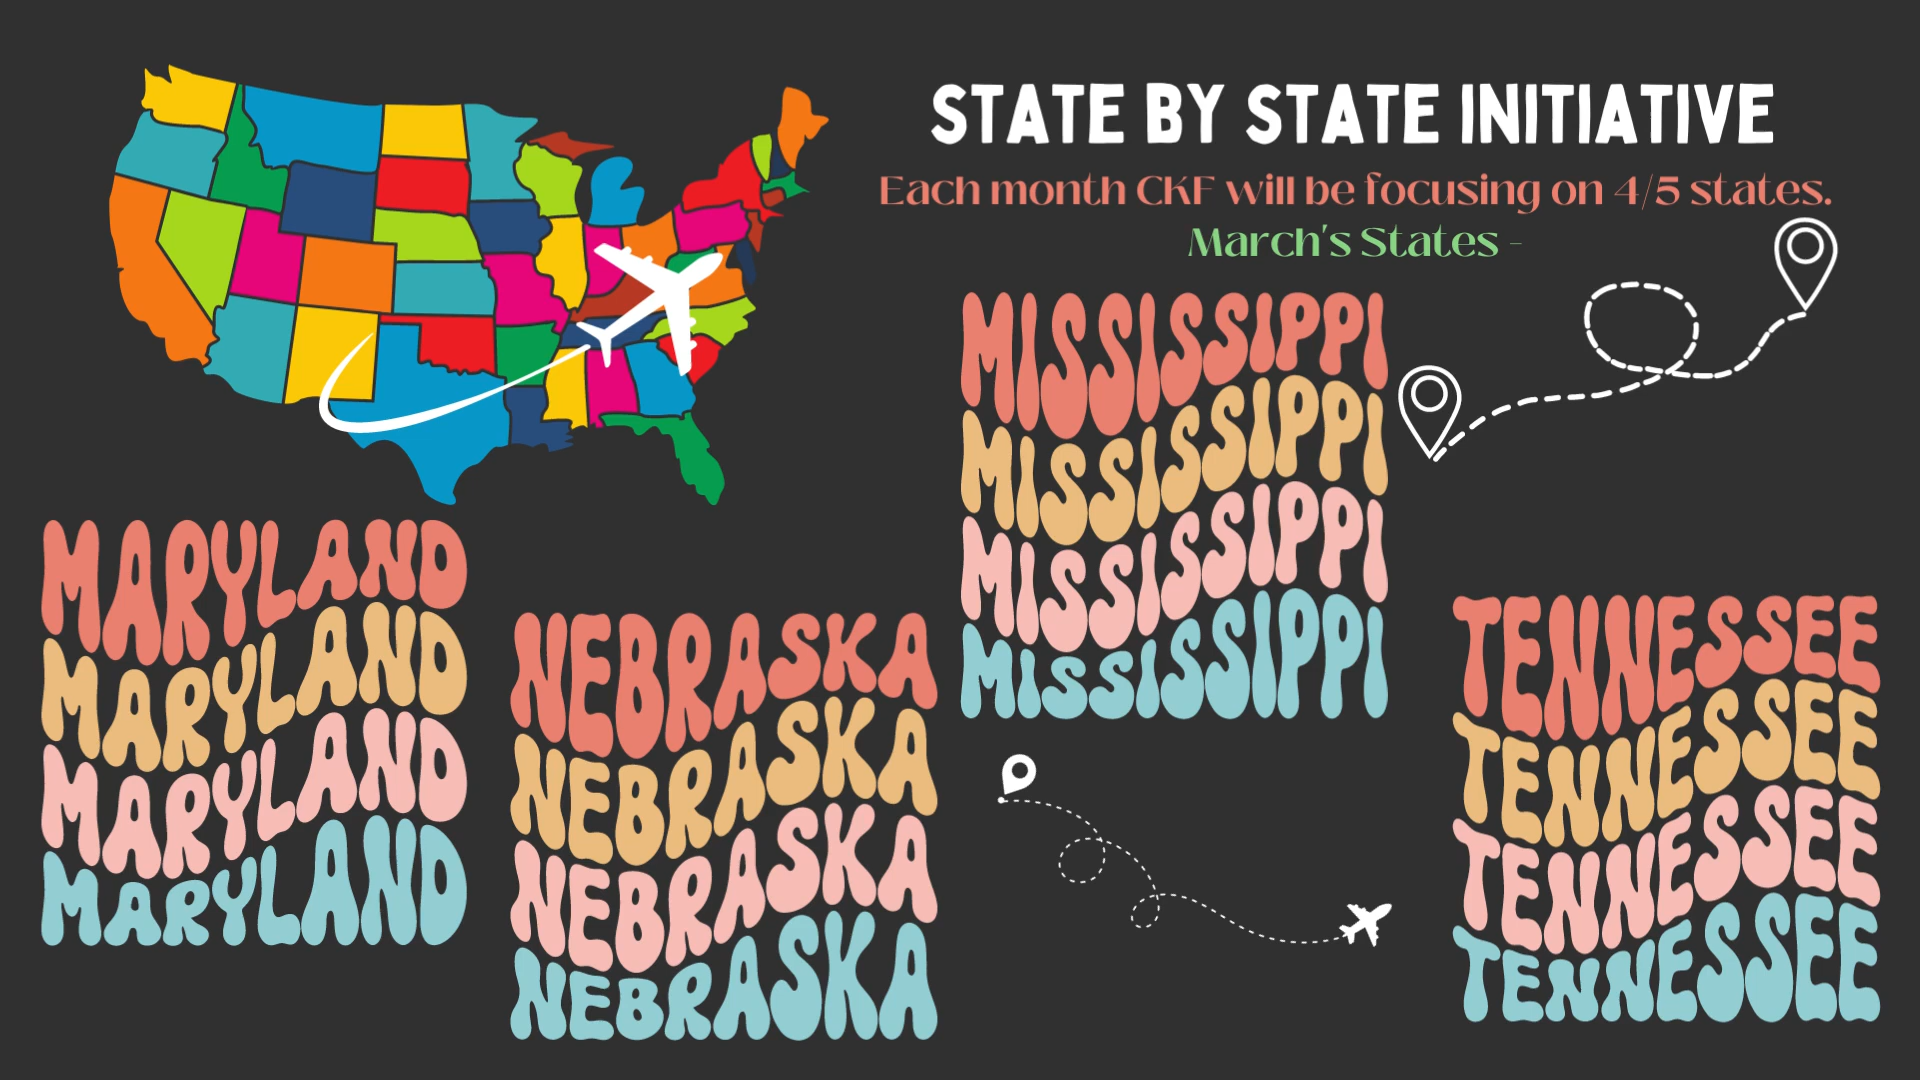 STATE BY STATE INITIATIVE
Each month CKF will be focusing on 4/5 states.
March's States -
MISSISSIPPI
MISSISSIPPI
MISSISSIPPI
MISSISSIPPI
MARYLAND
MARYLAND
MARYLAND
MARYLAND
NEBRASKA
NEBRASKA
NEBRASKA
NEBRASKA
TENNESSEE
TENNESSEE
TENNESSEE
TENNESSEE